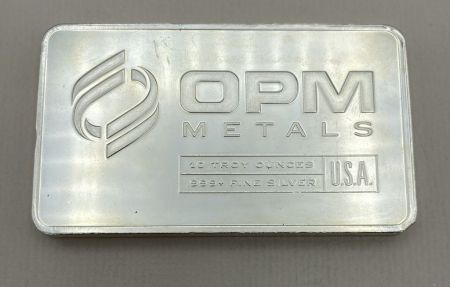 OPM
METALS
10 TROY OUNCES
999+ FINE SILVER
U.S.A.